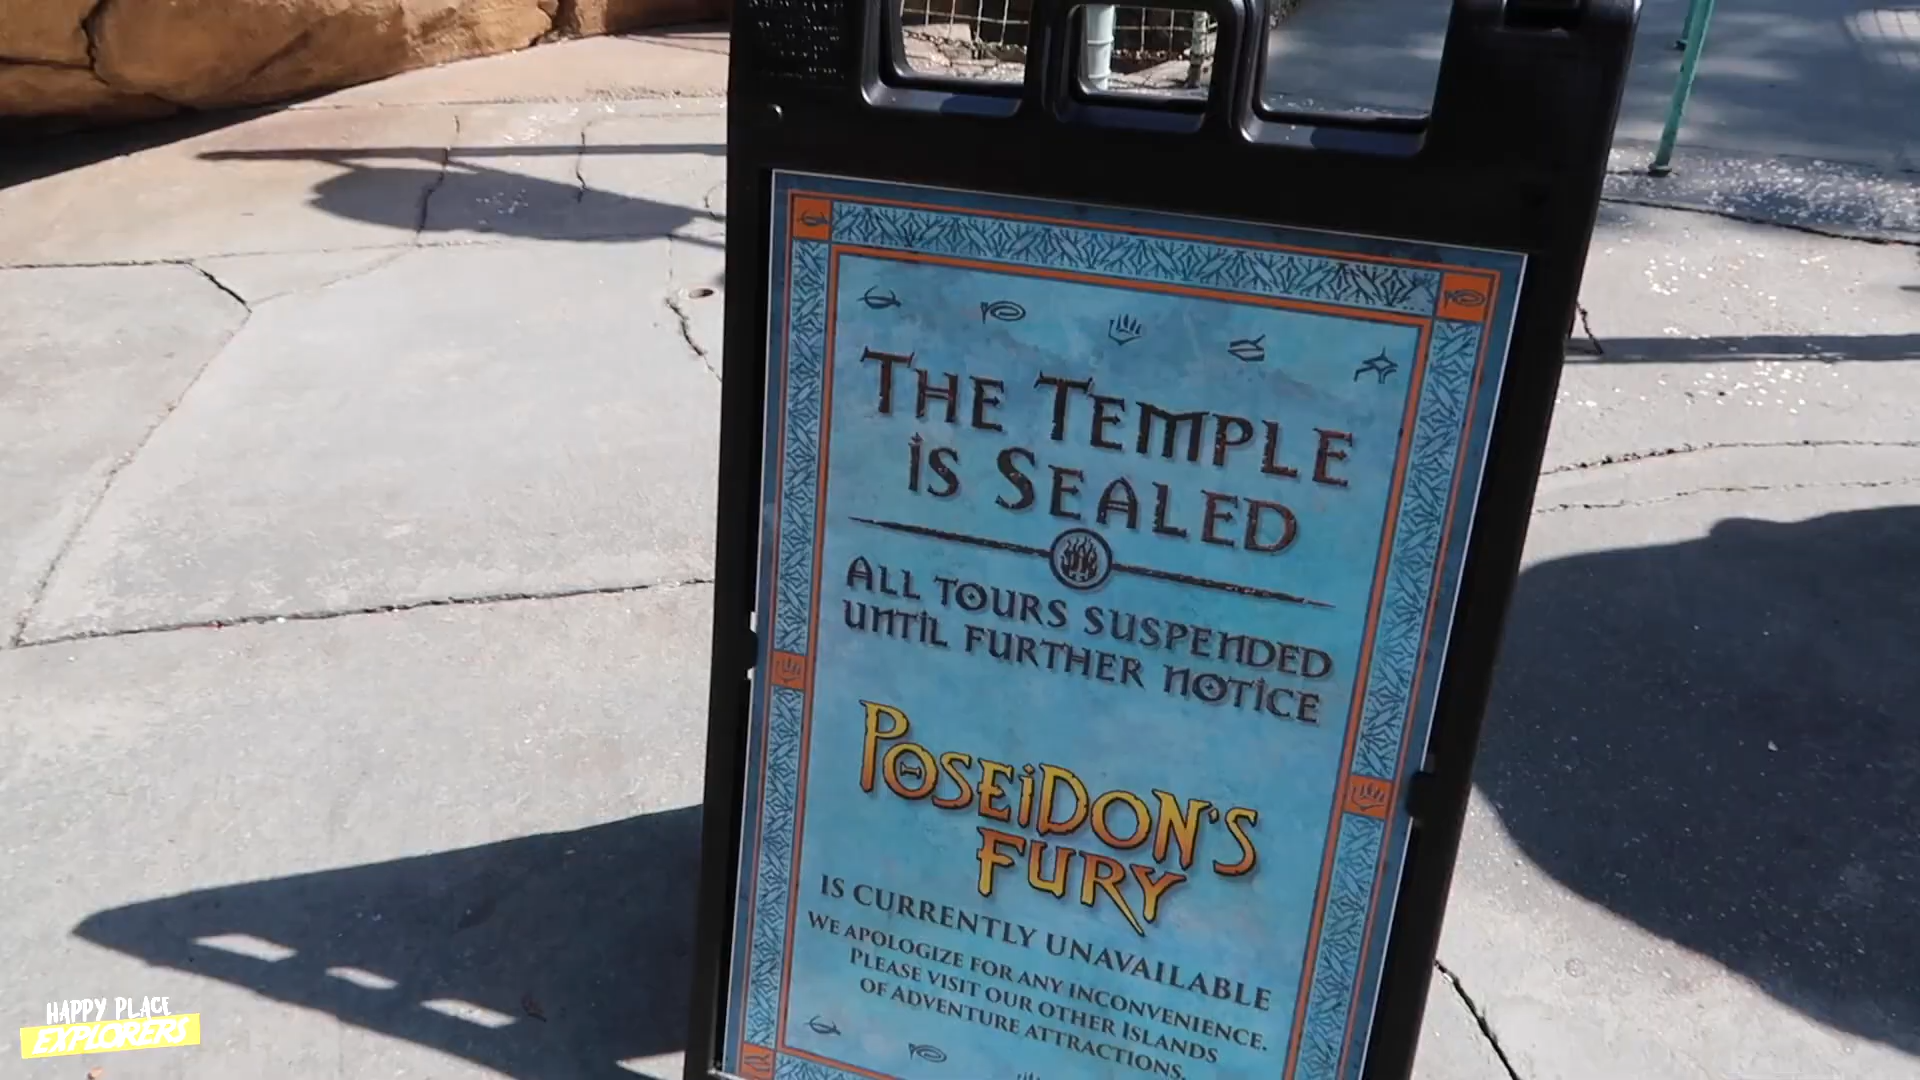 THE TEMPLE
iS SEALED
ALL TOURS SUSPENDED
UNTiL FURTHER NOTiCE
POSEiDON'S
FURY
IS CURRENTLY UNAVAILABLE
WE APOLOGIZE FOR ANY INCONVENIENCE.
PLEASE VISIT OUR OTHER ISLANDS
OF ADVENTURE ATTRACTIONS.
HAPPY PLACE
EXPLORERS